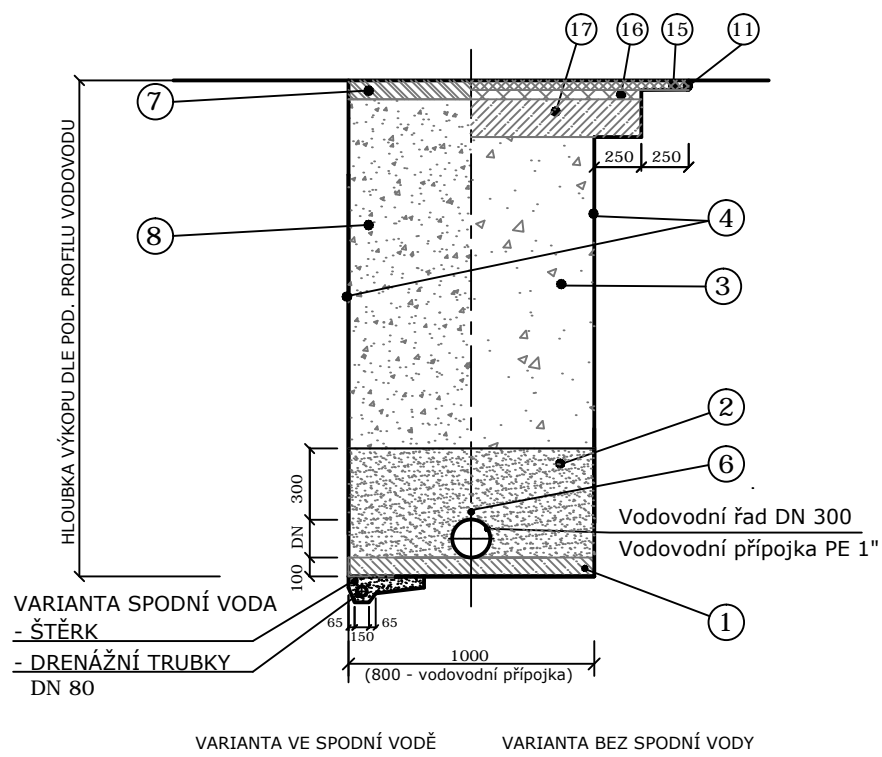 17
16
15
11
7
250
250
8
4
3
HLOUBKA VÝKOPU DLE POD. PROFILU VODOVODU
2
300
6
DN
Vodovodní řad DN 300
Vodovodní přípojka PE 1"
100
VARIANTA SPODNÍ VODA
- ŠTĚRK
65
150
65
1
- DRENÁŽNÍ TRUBKY
DN 80
1000
(800 - vodovodní přípojka)
VARIANTA VE SPODNÍ VODĚ
VARIANTA BEZ SPODNÍ VODY